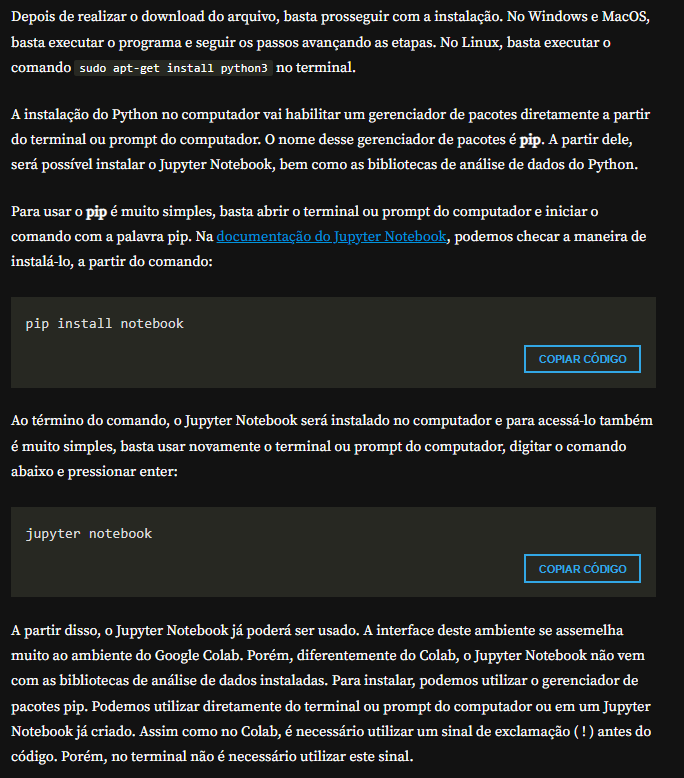 Depois de realizar o download do arquivo, basta prosseguir com a instalação. No Windows e MacOS,
basta executar o programa e seguir os passos avançando as etapas. No Linux, basta executar o
comando sudo apt-get install python3 no terminal.
A instalação do Python no computador vai habilitar um gerenciador de pacotes diretamente a partir
do terminal ou prompt do computador. O nome desse gerenciador de pacotes é pip. A partir dele,
será possível instalar o Jupyter Notebook, bem como as bibliotecas de análise de dados do Python.
Para usar o pip é muito simples, basta abrir o terminal ou prompt do computador e iniciar o
comando com a palavra pip. Na documentação do Jupyter Notebook, podemos checar a maneira de
instalá-lo, a partir do comando:
pip install notebook
COPIAR CÓDIGO
Ao término do comando, o Jupyter Notebook será instalado no computador e para acessá-lo também
é muito simples, basta usar novamente o terminal ou prompt do computador, digitar o comando
abaixo e pressionar enter:
jupyter notebook
COPIAR CÓDIGO
A partir disso, o Jupyter Notebook já poderá ser usado. A interface deste ambiente se assemelha
muito ao ambiente do Google Colab. Porém, diferentemente do Colab, o Jupyter Notebook não vem
com as bibliotecas de análise de dados instaladas. Para instalar, podemos utilizar o gerenciador de
pacotes pip. Podemos utilizar diretamente do terminal ou prompt do computador ou em um Jupyter
Notebook já criado. Assim como no Colab, é necessário utilizar um sinal de exclamação (!) antes do
código. Porém, no terminal não é necessário utilizar este sinal.